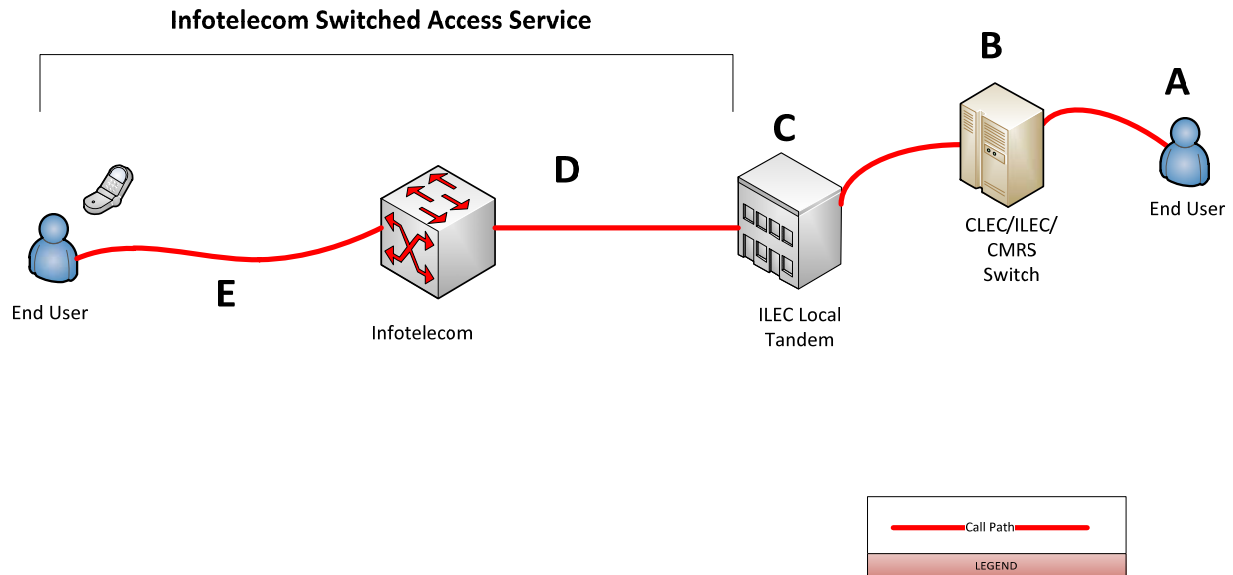 Infotelecom Switched Access Service
B
A
C
D
End User
CLEC/ILEC/
CMRS
Switch
E
End User
Infotelecom
ILEC Local
Tandem
Call Path
LEGEND